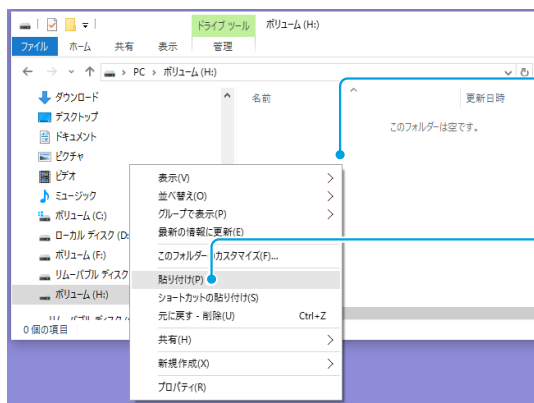 ドライブ ツール ボリューム (H:)
ファイル ホーム 共有 表示 管理
PC ボリューム (H:)
ダウンロード
デスクトップ
ドキュメント
ピクチャ
ビデオ
ミュージック
ボリューム (C:)
ローカル ディスク (D:
ボリューム (F:)
リムーバブル ディスク
ボリューム (H:)
0 個の項目
名前 更新日時
このフォルダーは空です。
表示(V)
並べ替え(O)
グループで表示(P)
最新の情報に更新(E)
このフォルダーのカスタマイズ(F)...
貼り付け(P)
ショートカットの貼り付け(S)
元に戻す - 削除(U) Ctrl+Z
共有(H)
新規作成(X)
プロパティ(R)